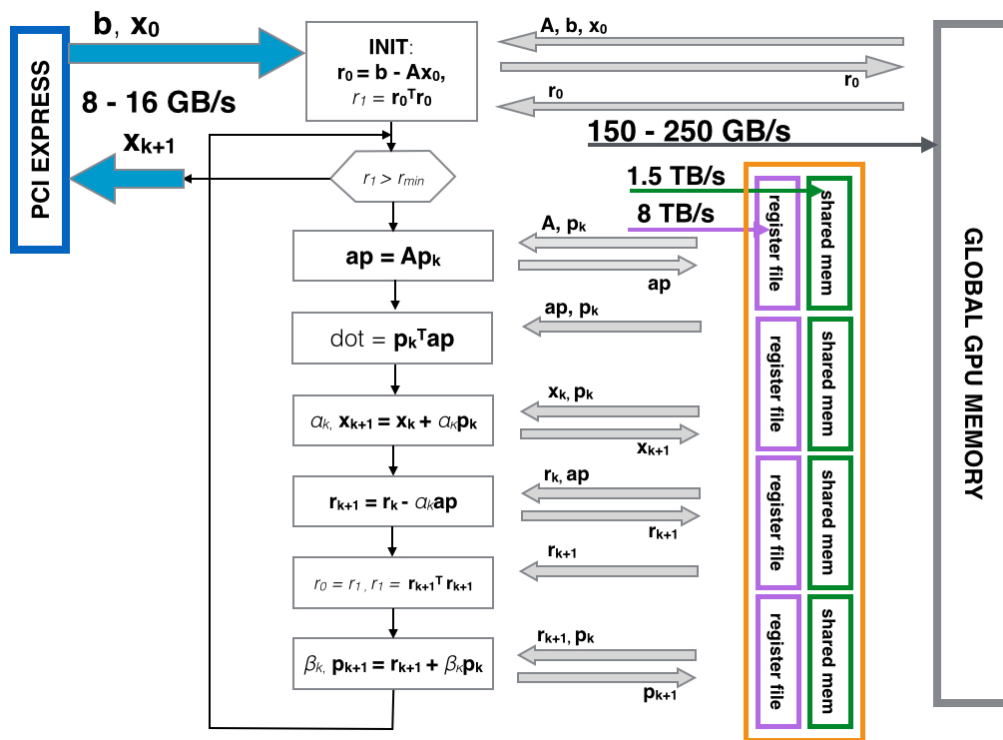 b, x₀
PCI EXPRESS
8 - 16 GB/s
xₖ₊₁
INIT:
r₀ = b - Ax₀,
r₁ = r₀ᵀr₀
A, b, x₀
r₀
r₀
150 - 250 GB/s
GLOBAL GPU MEMORY
r₁ > rₘᵢₙ
1.5 TB/s
8 TB/s
register file
shared mem
ap = Apₖ
A, pₖ
ap
dot = pₖᵀap
ap, pₖ
register file
shared mem
αₖ, xₖ₊₁ = xₖ + αₖpₖ
xₖ, pₖ
xₖ₊₁
rₖ₊₁ = rₖ - αₖap
rₖ, ap
rₖ₊₁
register file
shared mem
r₀ = r₁, r₁ = rₖ₊₁ᵀ rₖ₊₁
rₖ₊₁
βₖ, pₖ₊₁ = rₖ₊₁ + βₖpₖ
rₖ₊₁, pₖ
pₖ₊₁
register file
shared mem